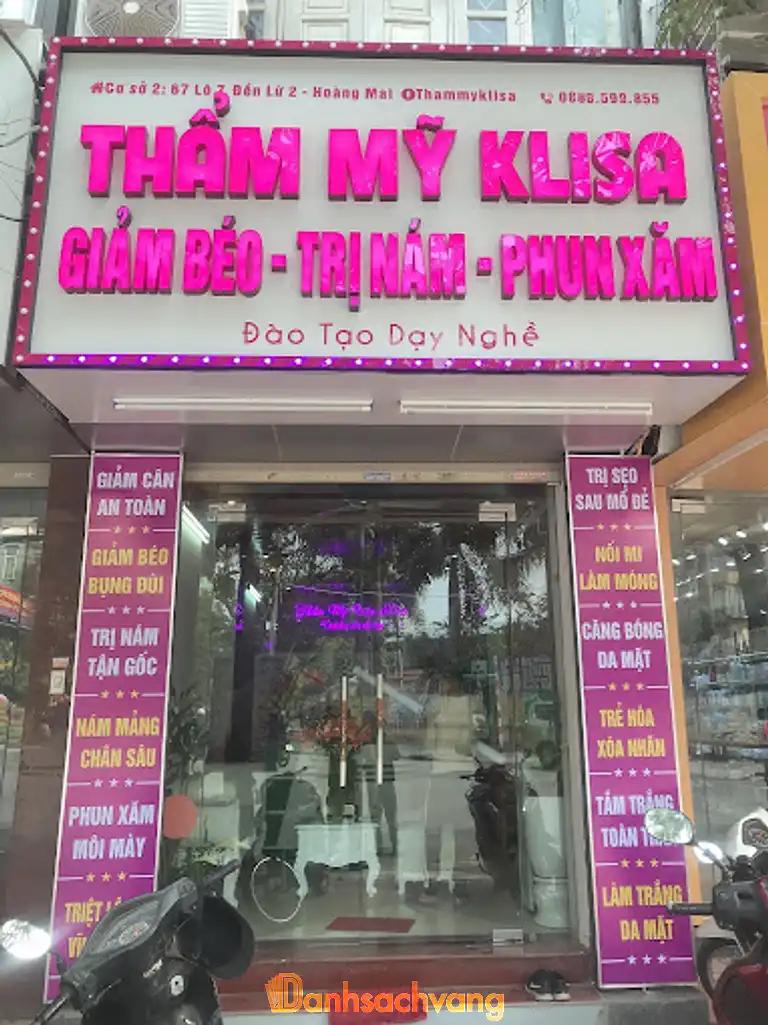 #Cơ sở 2: 67 Lô 7 Đền Lừ 2 - Hoàng Mai Thammyklisa
THẨM MỸ KLISA
GIẢM BÉO - TRỊ NÁM - PHUN XĂM
Đào Tạo Dạy Nghề
GIẢM CÂN
AN TOÀN
GIẢM BÉO
BỤNG ĐÙI
TRỊ NÁM
TẬN GỐC
NÁM MẢNG
CHÂN SÂU
PHUN XĂM
MÔI MÀY
TRIỆT
TRỊ SẸO
SAU MỔ ĐẺ
NỐI MI
LÀM MÓNG
CĂNG BÓNG
DA MẶT
TRẺ HÓA
XÓA NHĂN
TẮM TRẮNG
TOÀN
LÀM TRẮNG
DA MẶT
Danhsachvang